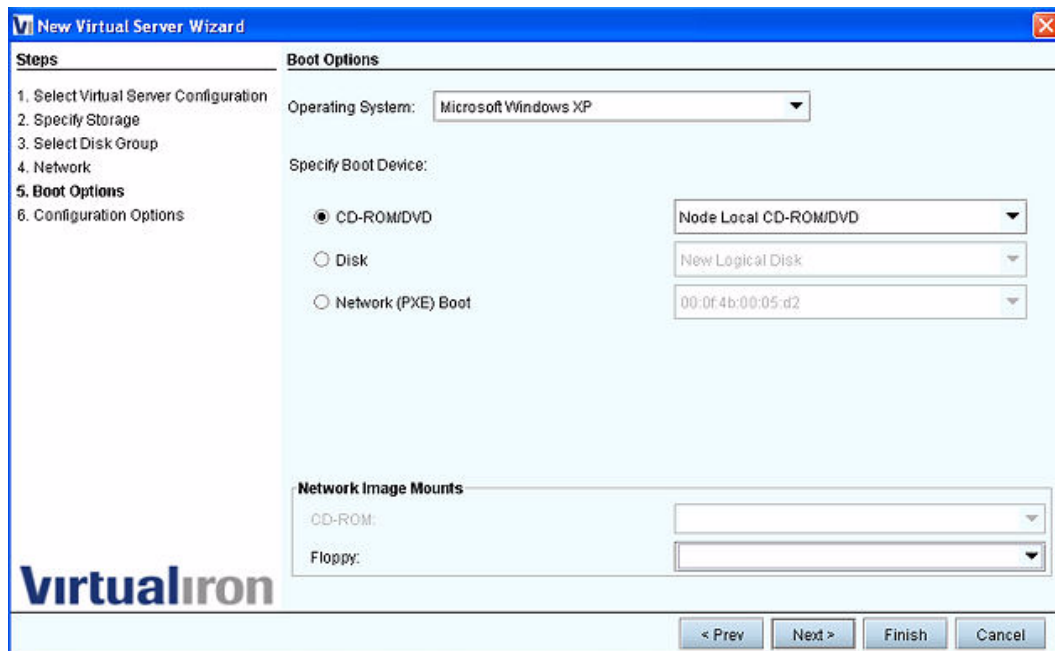 New Virtual Server Wizard
Steps
1. Select Virtual Server Configuration
2. Specify Storage
3. Select Disk Group
4. Network
5. Boot Options
6. Configuration Options
Boot Options
Operating System: Microsoft Windows XP
Specify Boot Device:
CD-ROM/DVD Node Local CD-ROM/DVD
Disk New Logical Disk
Network (PXE) Boot 00:0f:4b:00:05:d2
Network Image Mounts
CD-ROM:
Floppy:
Virtualiron
< Prev Next > Finish Cancel